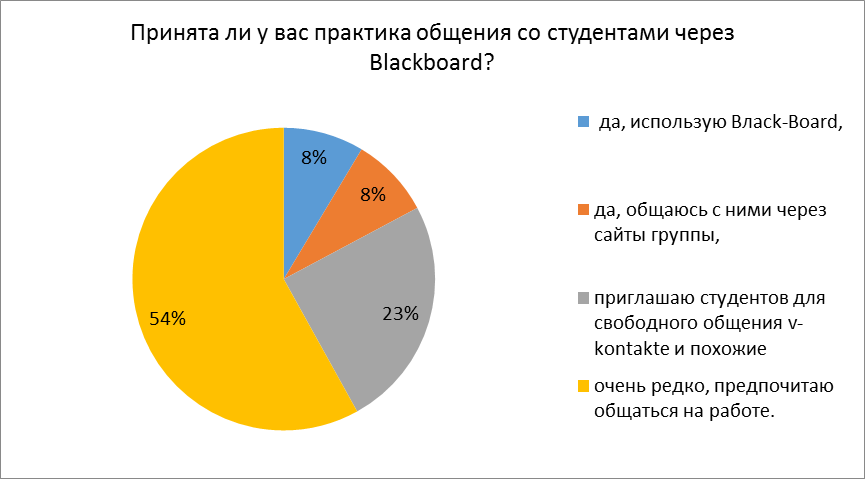 Принята ли у вас практика общения со студентами через
Blackboard?
8%
8%
23%
54%
да, использую Влаck-Board,
да, общаюсь с ними через
сайты группы,
приглашаю студентов для
свободного общения v-
kontakte и похожие
очень редко, предпочитаю
общаться на работе.